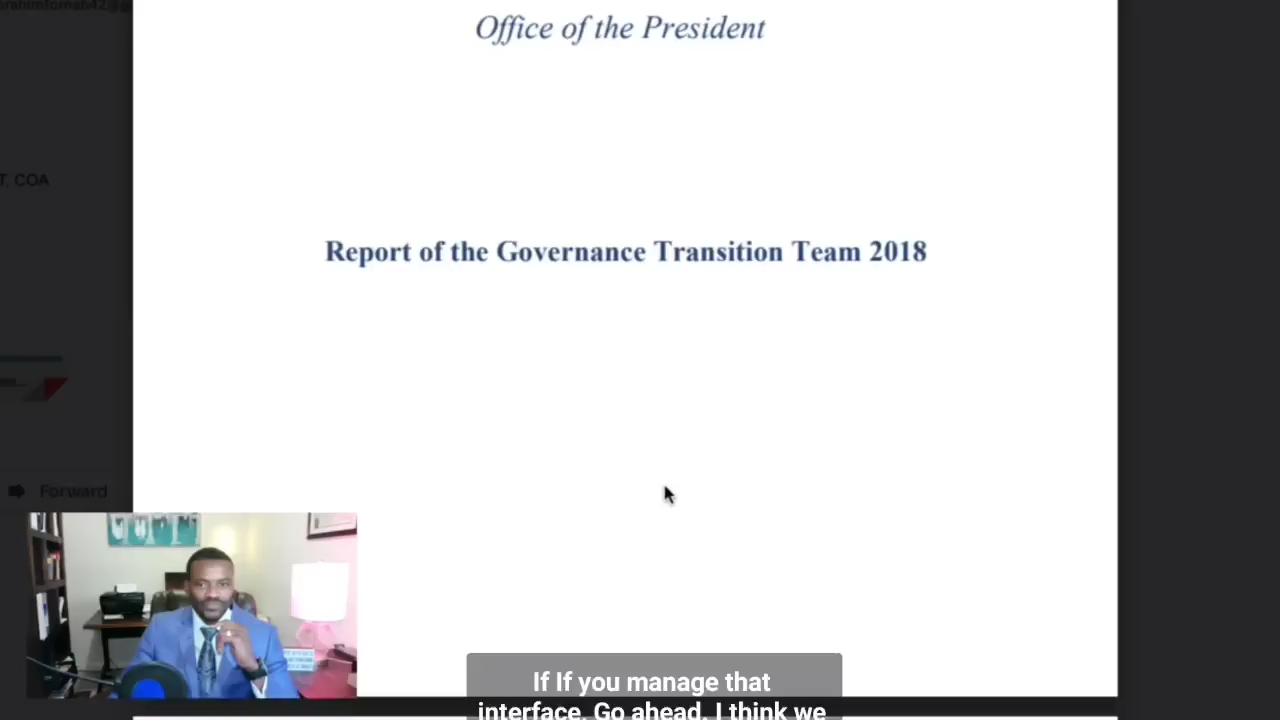 Office of the President
T, COA
Report of the Governance Transition Team 2018
Forward
If If you manage that
interface. Go ahead. I think we